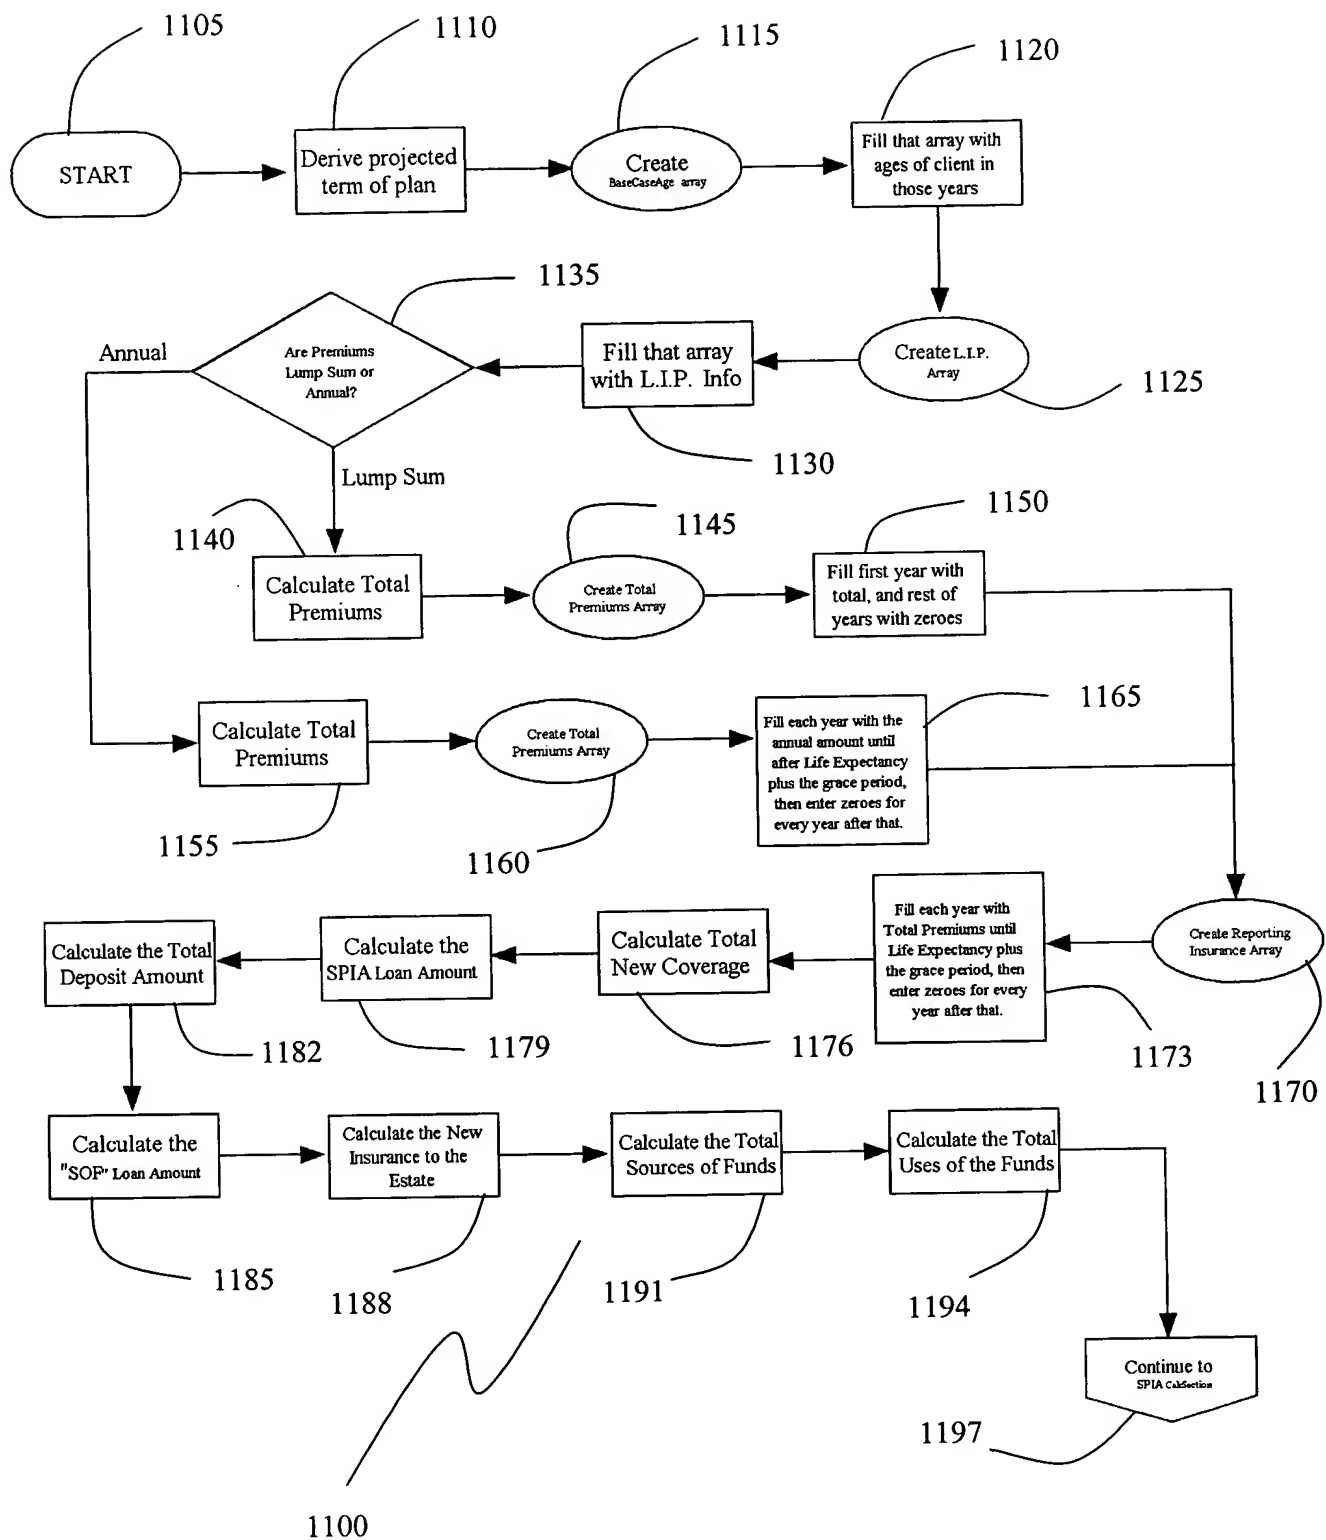 1105
1110
1115
1120
START
Derive projected
term of plan
Create
BaseCaseAge array
Fill that array with
ages of client in
those years
1135
Annual
Are Premiums
Lump Sum or
Annual?
Fill that array
with L.I.P. Info
Create L.I.P.
Array
1125
1130
Lump Sum
1140
1145
1150
Calculate Total
Premiums
Create Total
Premiums Array
Fill first year with
total, and rest of
years with zeroes
1165
Calculate Total
Premiums
Create Total
Premiums Array
Fill each year with the
annual amount until
after Life Expectancy
plus the grace period,
then enter zeroes for
every year after that.
1155
1160
Calculate the Total
Deposit Amount
Calculate the
SPIA Loan Amount
Calculate Total
New Coverage
Fill each year with
Total Premiums until
Life Expectancy plus
the grace period, then
enter zeroes for every
year after that.
Create Reporting
Insurance Array
1182
1179
1176
1173
1170
Calculate the
"SOF" Loan Amount
Calculate the New
Insurance to the
Estate
Calculate the Total
Sources of Funds
Calculate the Total
Uses of the Funds
1185
1188
1191
1194
Continue to
SPIA CalcSection
1197
1100